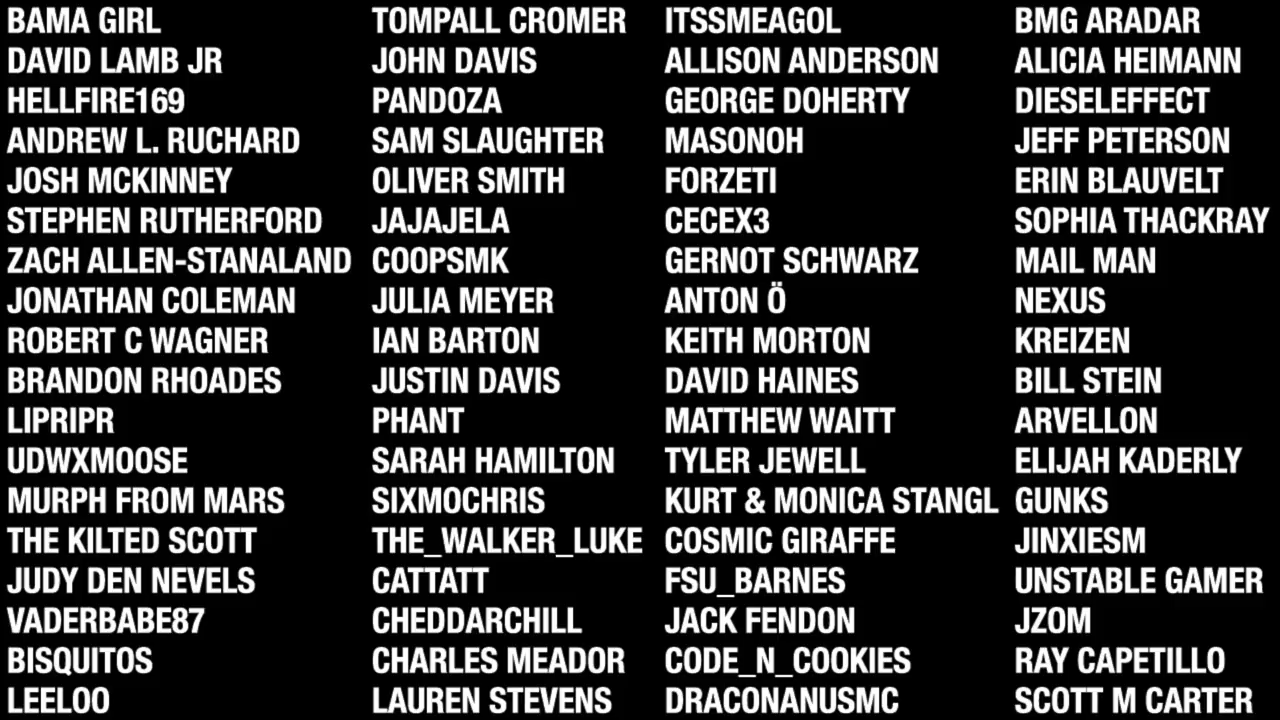 BAMA GIRL
DAVID LAMB JR
HELLFIRE169
ANDREW L. RUCHARD
JOSH MCKINNEY
STEPHEN RUTHERFORD
ZACH ALLEN-STANALAND
JONATHAN COLEMAN
ROBERT C WAGNER
BRANDON RHOADES
LIPRIPR
UDWXMOOSE
MURPH FROM MARS
THE KILTED SCOTT
JUDY DEN NEVELS
VADERBABE87
BISQUITOS
LEELOO
TOMPALL CROMER
JOHN DAVIS
PANDOZA
SAM SLAUGHTER
OLIVER SMITH
JAJAJELA
COOPSMK
JULIA MEYER
IAN BARTON
JUSTIN DAVIS
PHANT
SARAH HAMILTON
SIXMOCHRIS
THE_WALKER_LUKE
CATTATT
CHEDDARCHILL
CHARLES MEADOR
LAUREN STEVENS
ITSSMEAGOL
ALLISON ANDERSON
GEORGE DOHERTY
MASONOH
FORZETI
CECEX3
GERNOT SCHWARZ
ANTON Ö
KEITH MORTON
DAVID HAINES
MATTHEW WAITT
TYLER JEWELL
KURT & MONICA STANGL
COSMIC GIRAFFE
FSU_BARNES
JACK FENDON
CODE_N_COOKIES
DRACONANUSMC
BMG ARADAR
ALICIA HEIMANN
DIESELEFFECT
JEFF PETERSON
ERIN BLAUVELT
SOPHIA THACKRAY
MAIL MAN
NEXUS
KREIZEN
BILL STEIN
ARVELLON
ELIJAH KADERLY
GUNKS
JINXIESM
UNSTABLE GAMER
JZOM
RAY CAPETILLO
SCOTT M CARTER